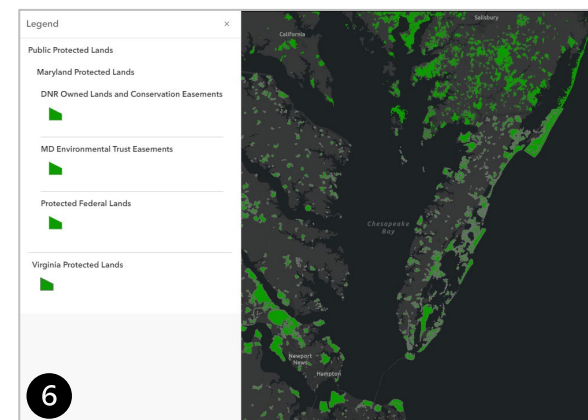 Legend ×
Public Protected Lands
Maryland Protected Lands
DNR Owned Lands and Conservation Easements
MD Environmental Trust Easements
Protected Federal Lands
Virginia Protected Lands
6
Salisbury
California
Chesapeake
Bay
Newport
News
Hampton